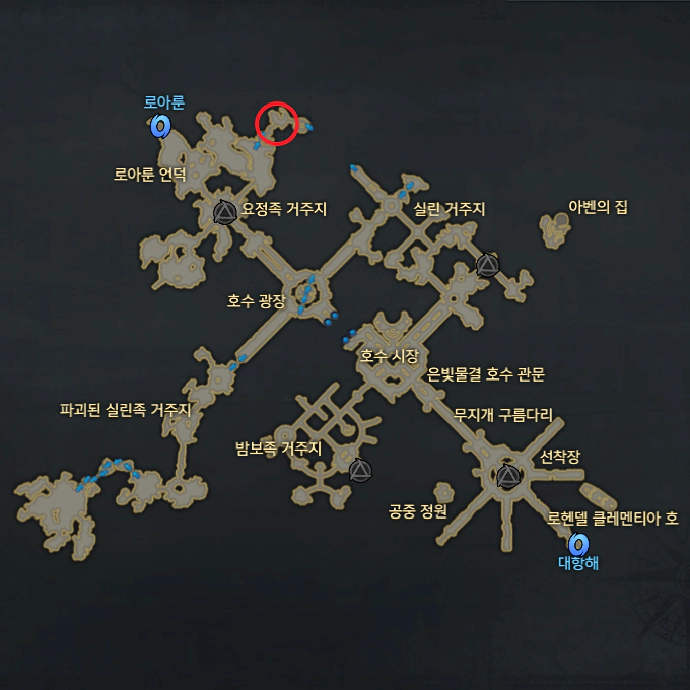 로아룬
로아룬 언덕
요정족 거주지
실린 거주지
아벤의 집
호수 광장
호수 시장
은빛물결 호수 관문
파괴된 실린족 거주지
무지개 구름다리
밤보족 거주지
선착장
공중 정원
로헨델 클레멘티아 호
대항해